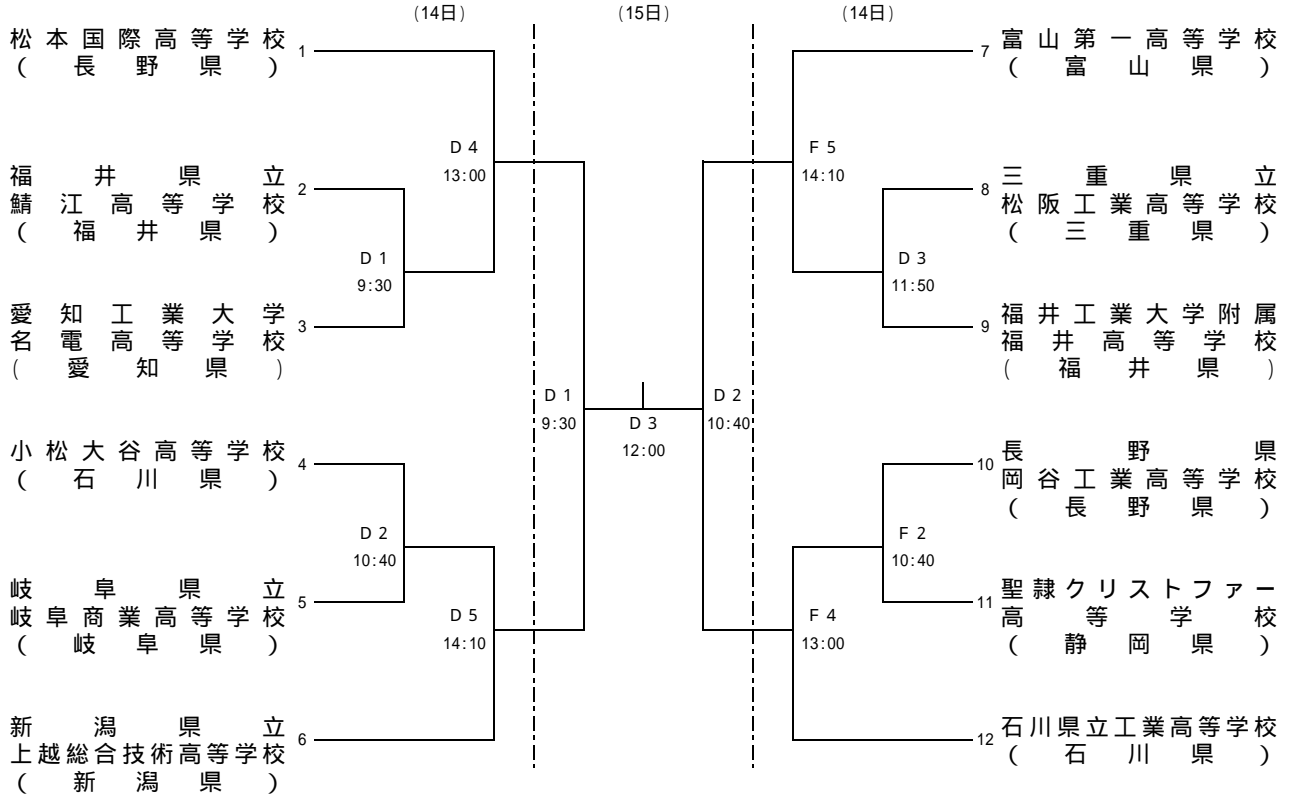 (14日)
(15日)
(14日)
松本国際高等学校 1
(長野県)
福井県立 2
鯖江高等学校
(福井県)
愛知工業大学 3
名電高等学校
(愛知県)
小松大谷高等学校 4
(石川県)
岐阜県立 5
岐阜商業高等学校
(岐阜県)
新潟県立 6
上越総合技術高等学校
(新潟県)
D4
13:00
D1
9:30
D2
10:40
D5
14:10
D1
9:30
D3
12:00
D2
10:40
F5
14:10
D3
11:50
F2
10:40
F4
13:00
7 富山第一高等学校
(富山県)
8 三重県立
松阪工業高等学校
(三重県)
9 福井工業大学附属
福井高等学校
(福井県)
10 長野県
岡谷工業高等学校
(長野県)
11 聖隷クリストファー
高等学校
(静岡県)
12 石川県立工業高等学校
(石川県)